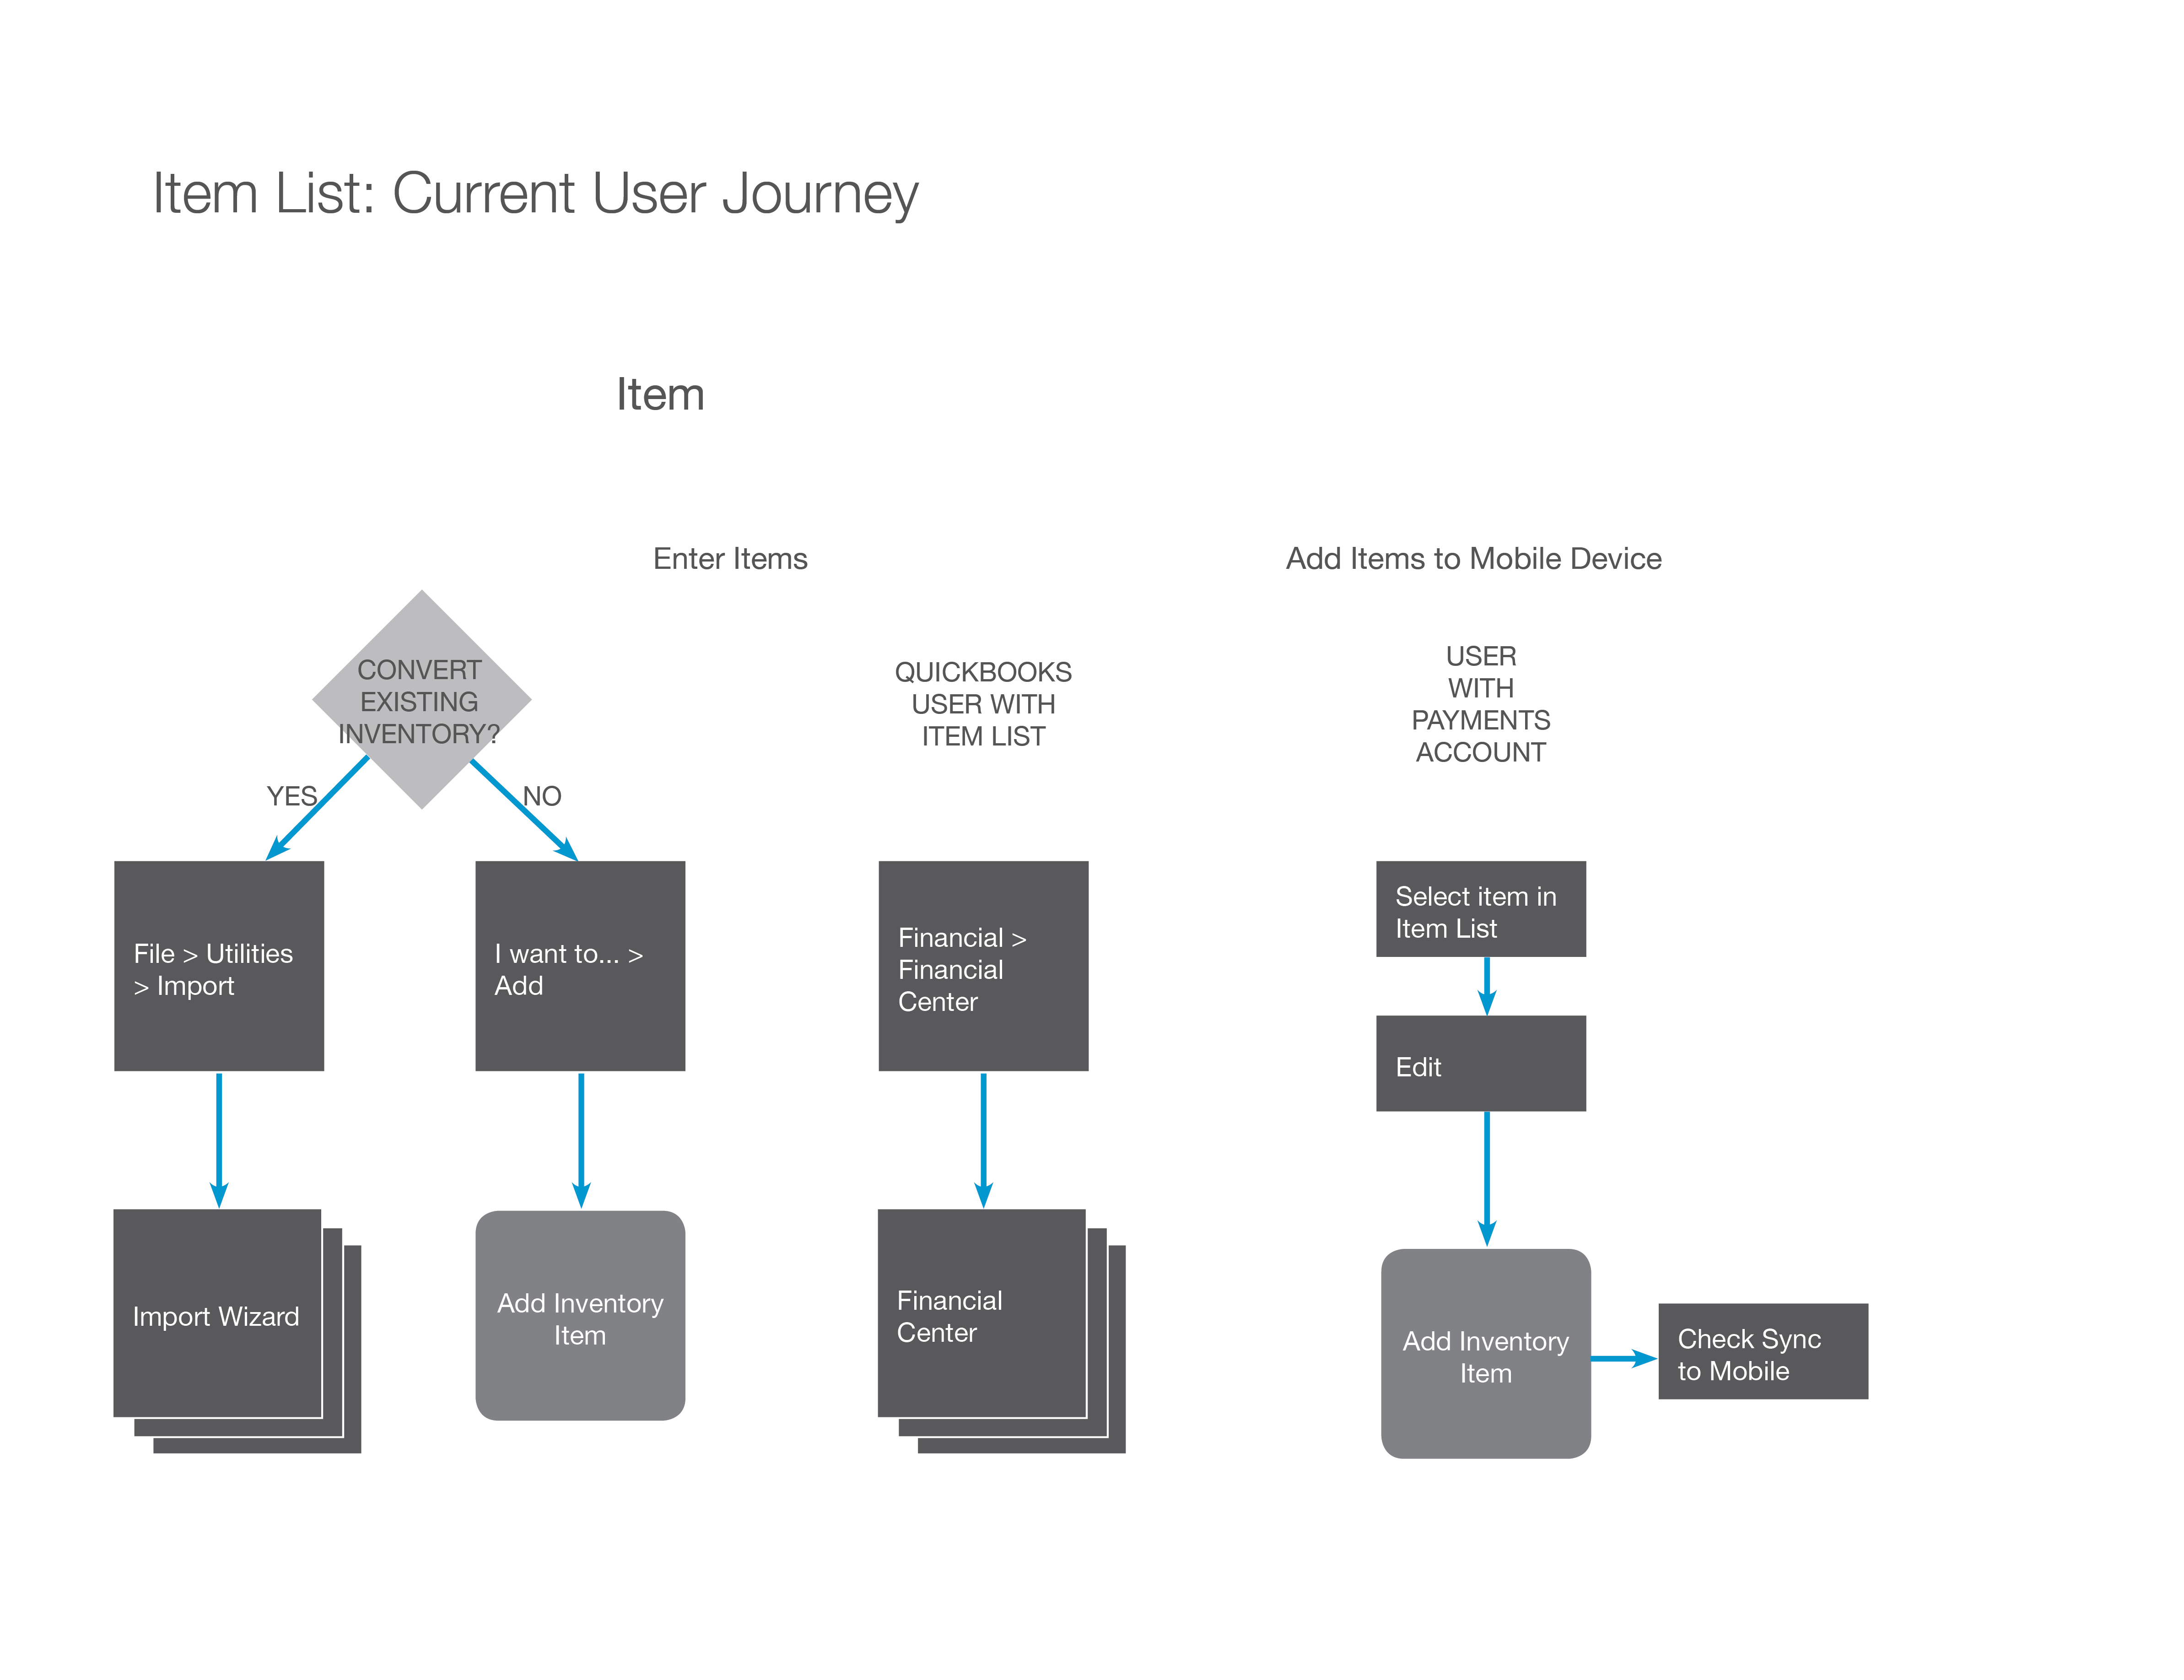 Item List: Current User Journey
Item
Enter Items
Add Items to Mobile Device
CONVERT
EXISTING
INVENTORY?
YES
NO
QUICKBOOKS
USER WITH
ITEM LIST
USER
WITH
PAYMENTS
ACCOUNT
File > Utilities
> Import
I want to... >
Add
Financial >
Financial
Center
Select item in
Item List
Edit
Import Wizard
Add Inventory
Item
Financial
Center
Add Inventory
Item
Check Sync
to Mobile